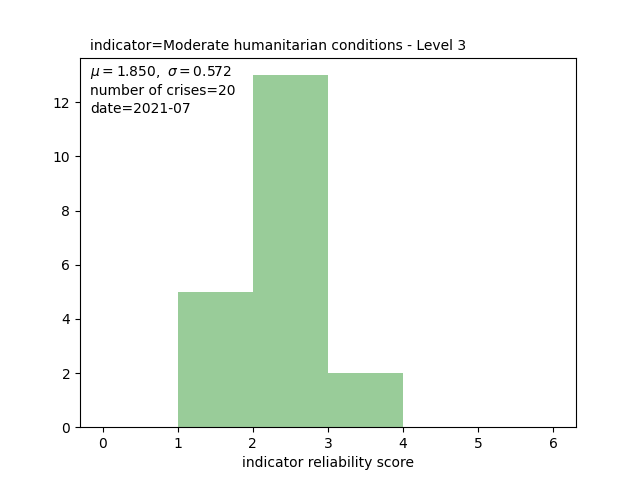 indicator=Moderate humanitarian conditions - Level 3
μ = 1.850, σ = 0.572
number of crises=20
date=2021-07
12
10
8
6
4
2
0
0 1 2 3 4 5 6
indicator reliability score